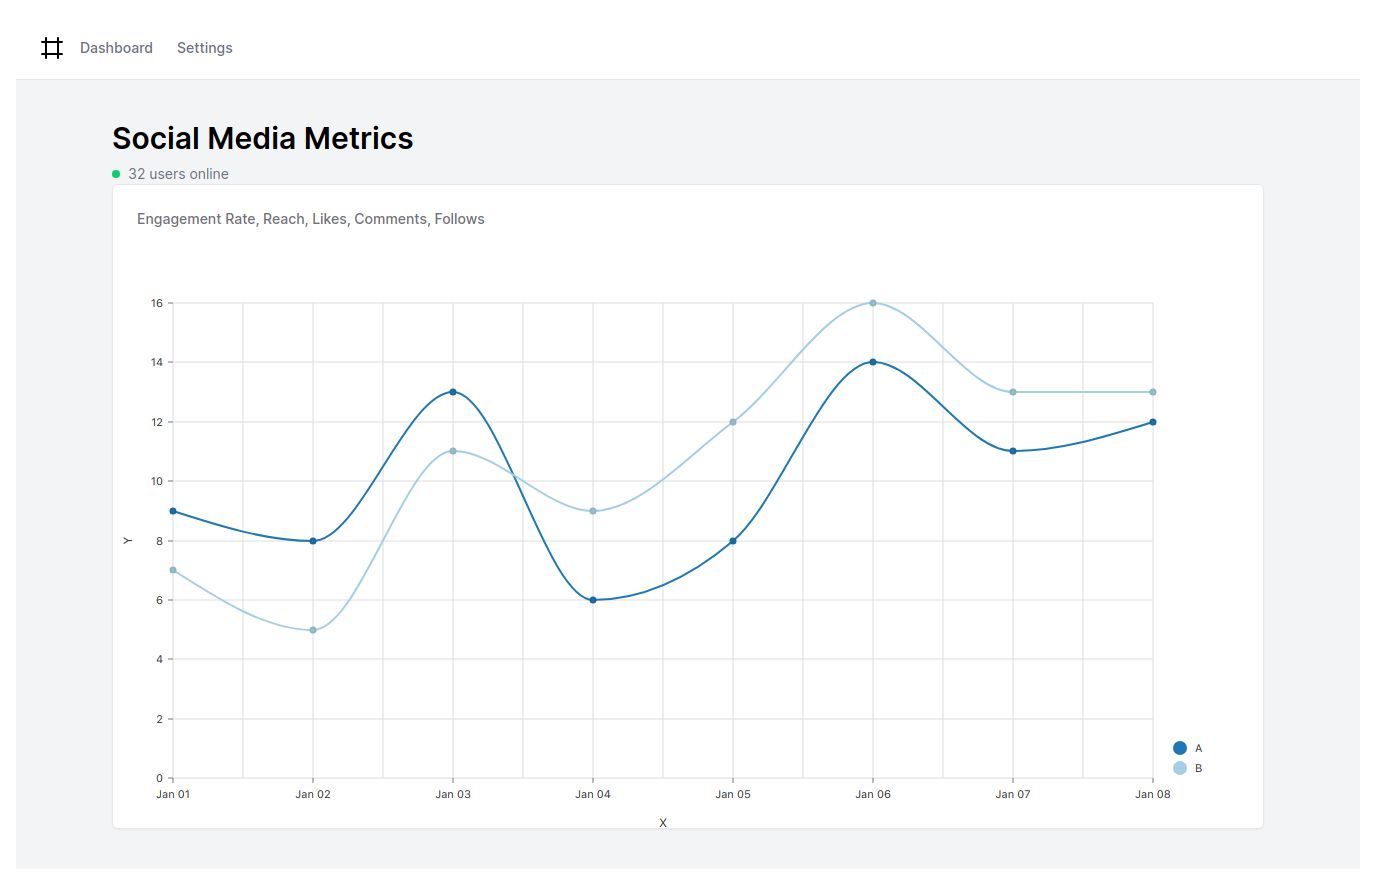 Dashboard Settings
Social Media Metrics
32 users online
Engagement Rate, Reach, Likes, Comments, Follows
16
14
12
10
8
6
4
2
0
Y
Jan 01 Jan 02 Jan 03 Jan 04 Jan 05 Jan 06 Jan 07 Jan 08
X
A
B